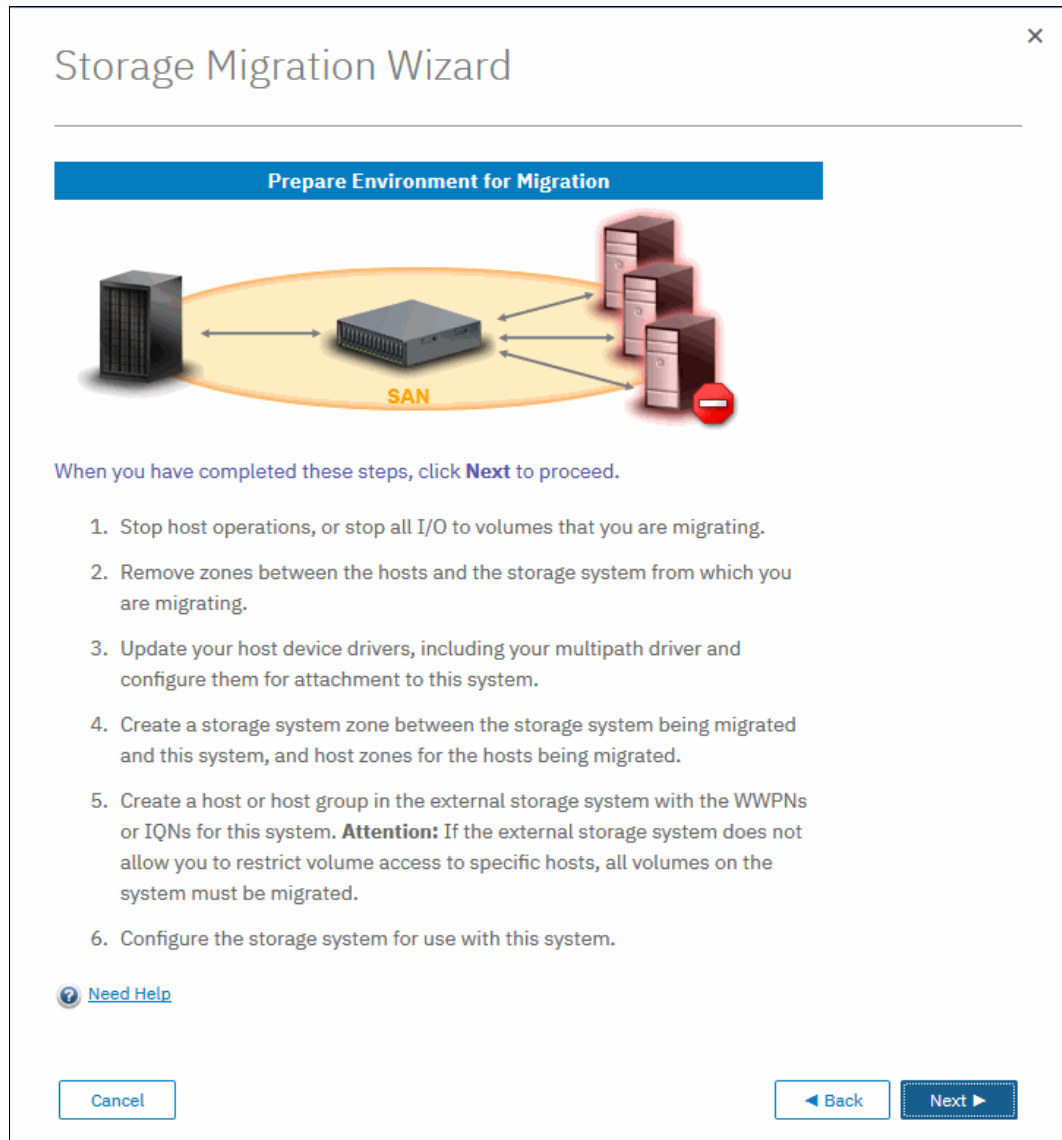 Storage Migration Wizard
Prepare Environment for Migration
SAN
When you have completed these steps, click Next to proceed.
1. Stop host operations, or stop all I/O to volumes that you are migrating.
2. Remove zones between the hosts and the storage system from which you
are migrating.
3. Update your host device drivers, including your multipath driver and
configure them for attachment to this system.
4. Create a storage system zone between the storage system being migrated
and this system, and host zones for the hosts being migrated.
5. Create a host or host group in the external storage system with the WWPNs
or IQNs for this system. Attention: If the external storage system does not
allow you to restrict volume access to specific hosts, all volumes on the
system must be migrated.
6. Configure the storage system for use with this system.
Need Help
Cancel
Back
Next